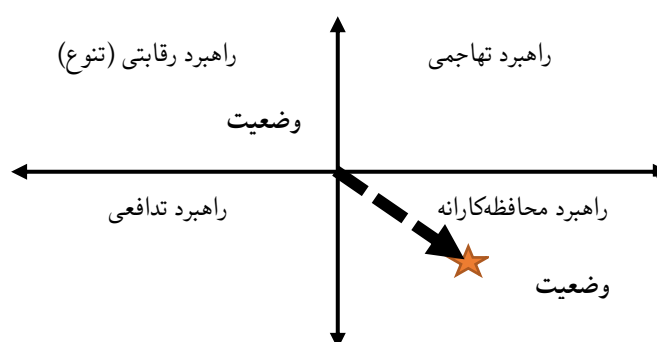 راهبرد تهاجمی
راهبرد رقابتی (تنوع)
وضعیت
راهبرد محافظه‌کارانه
راهبرد تدافعی
وضعیت